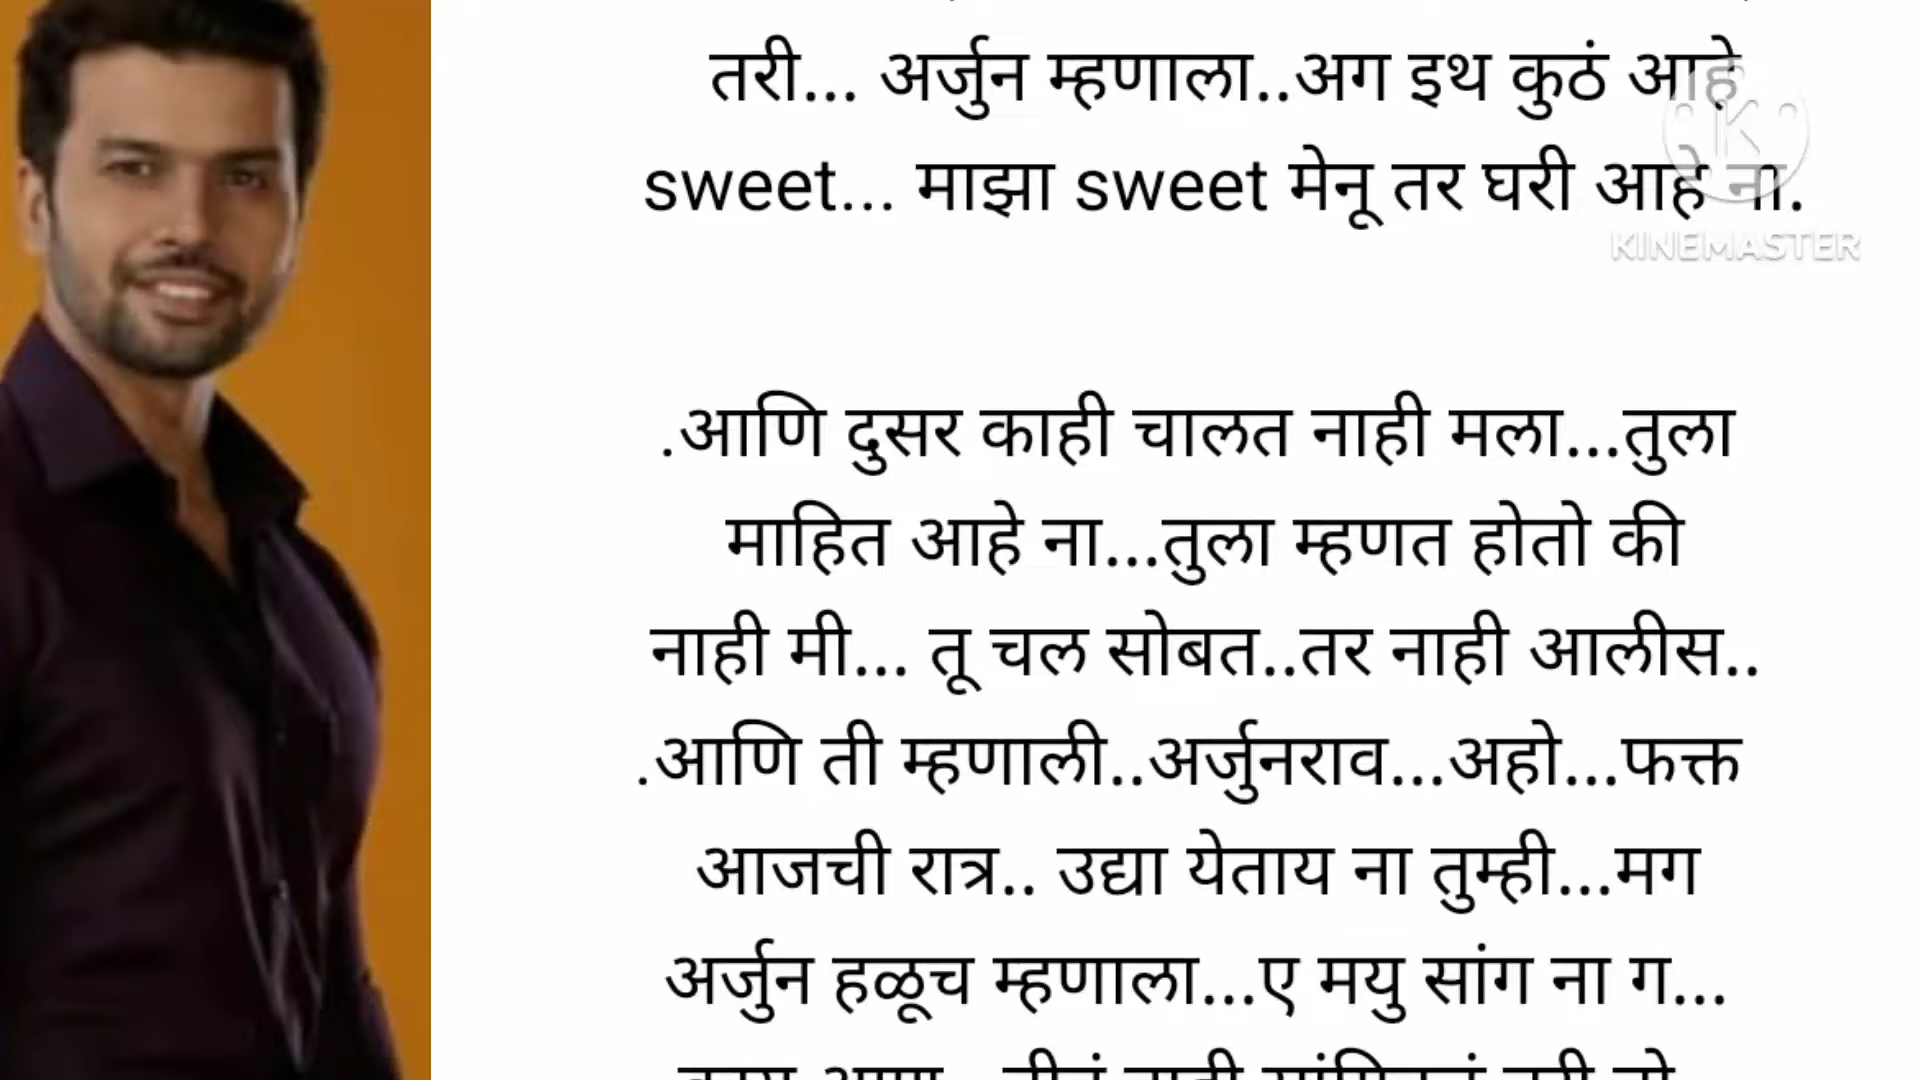 तरी... अर्जुन म्हणाला..अग इथ कुठं आहे
sweet... माझा sweet मेनू तर घरी आहे ना.
KINEMASTER
.आणि दुसर काही चालत नाही मला...तुला
माहित आहे ना...तुला म्हणत होतो की
नाही मी... तू चल सोबत..तर नाही आलीस..
.आणि ती म्हणाली..अर्जुनराव...अहो...फक्त
आजची रात्र.. उद्या येताय ना तुम्ही...मग
अर्जुन हळूच म्हणाला...ए मयु सांग ना ग...